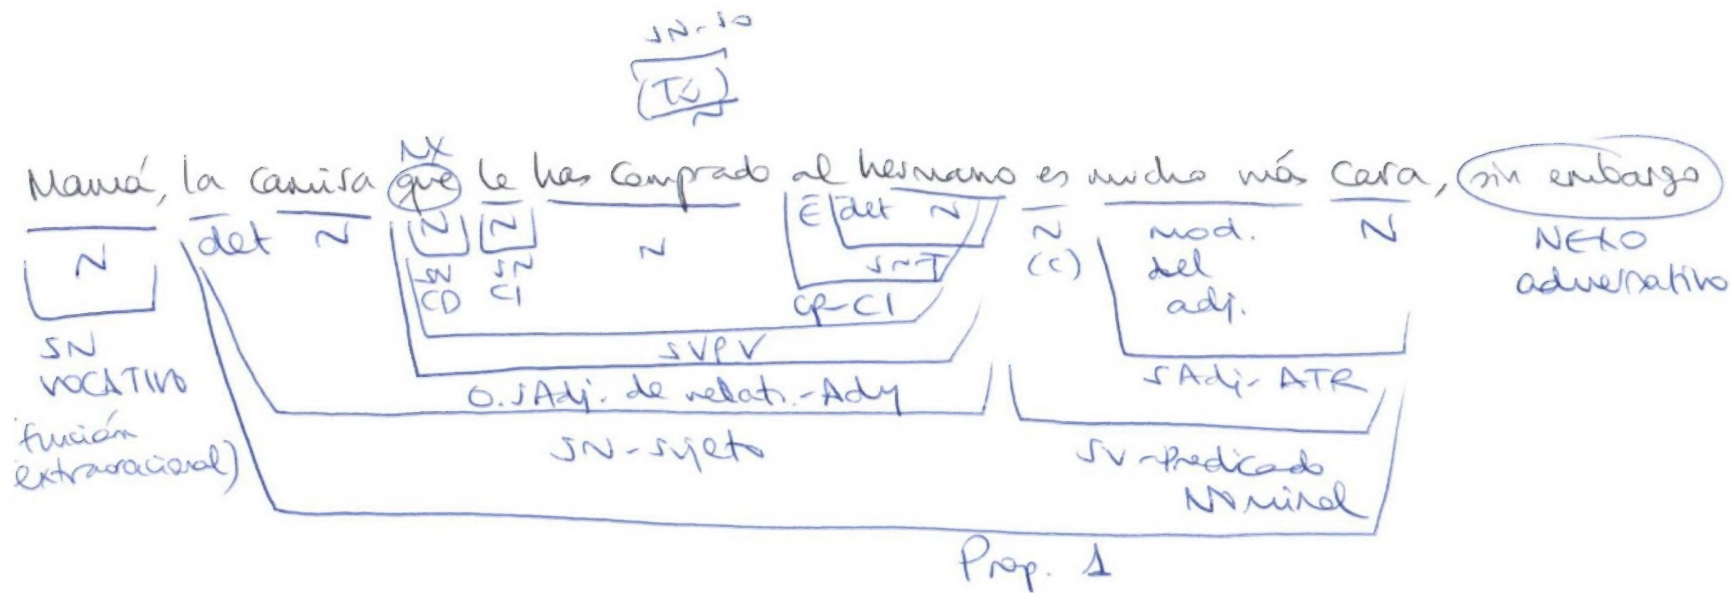 SN-SO
(Tú)
N
NX
Mamá, la camisa que le has comprado al hermano es mucho más cara, sin embargo
N
det N N N N E det N N (C) mod. del adj. N NEXO adversativo
SN CD SN CI SN-T
CP-CI
SN VOCATIVO SVPV SAdj-ATR
función extraoracional) O.SAdj. de relat.-Ady
SN-sujeto SV-Predicado Nominal
Prop. 1